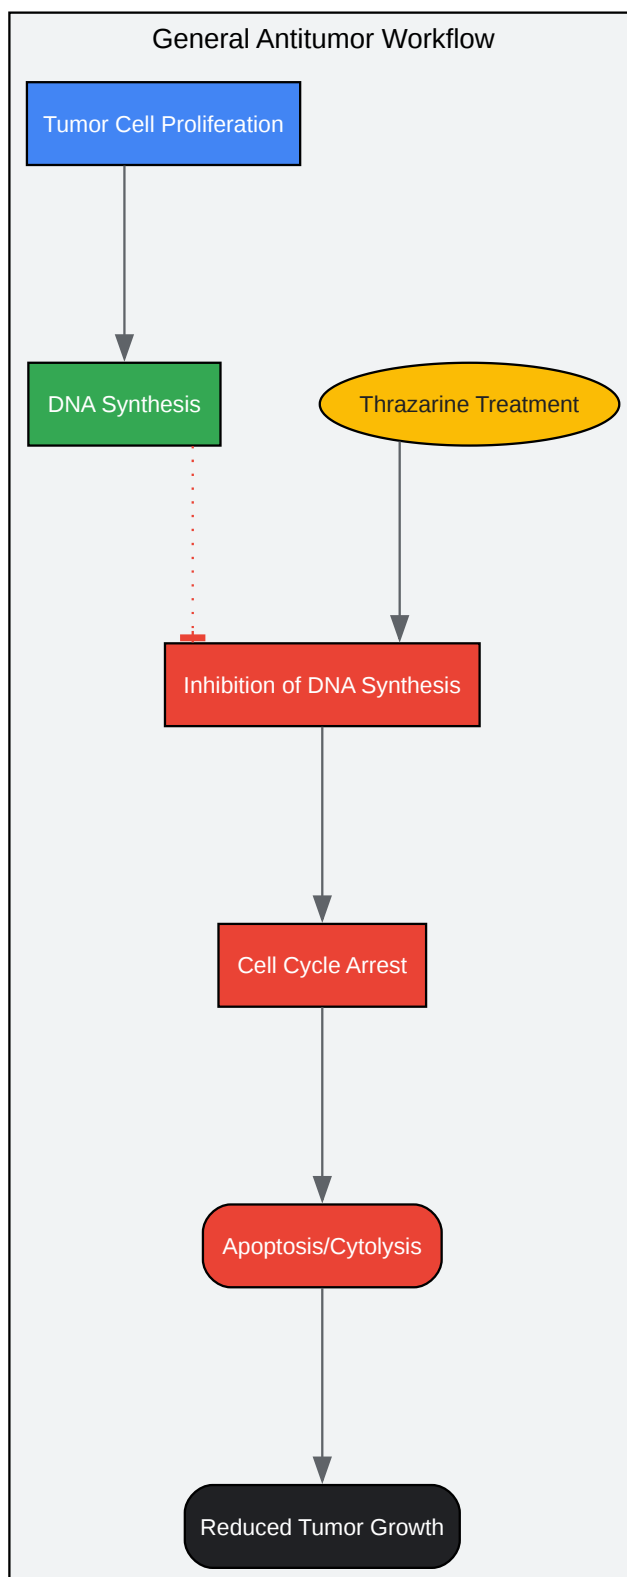 General Antitumor Workflow
Tumor Cell Proliferation
DNA Synthesis
Thrazarine Treatment
Inhibition of DNA Synthesis
Cell Cycle Arrest
Apoptosis/Cytolysis
Reduced Tumor Growth